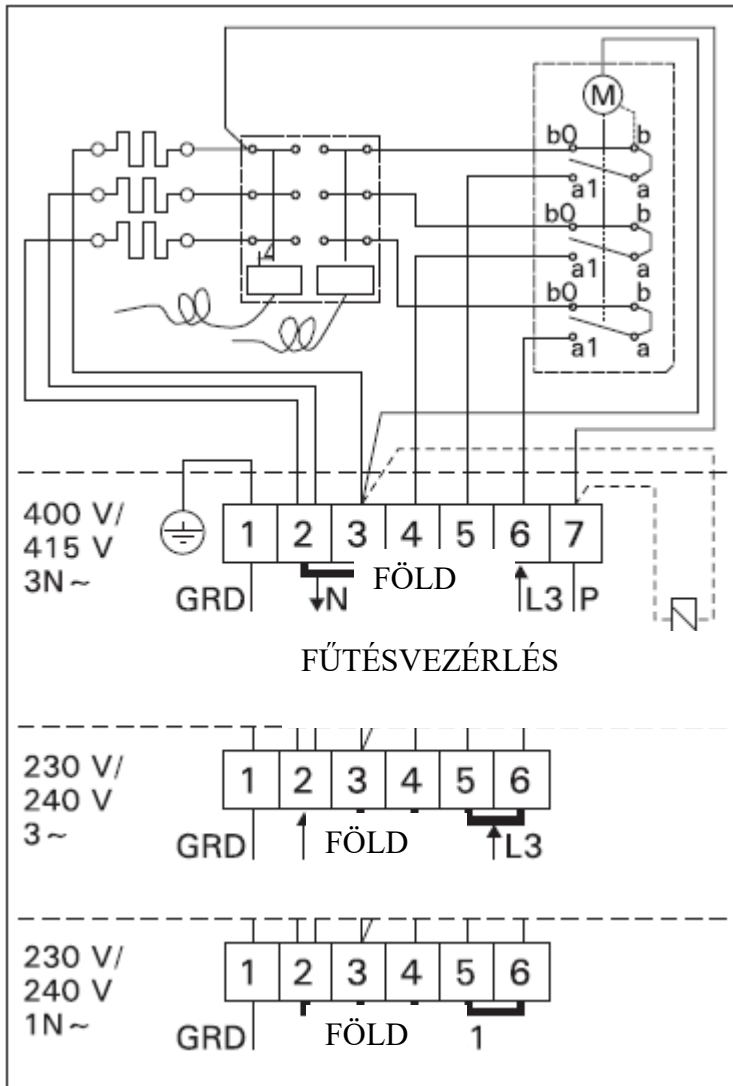 M
b0 b
a1 a
b0 b
a1 a
b0 b
a1 a
400 V/
415 V
3N ~
1 2 3 4 5 6 7
GRD N FÖLD L3 P
FŰTÉSVEZÉRLÉS
230 V/
240 V
3 ~
1 2 3 4 5 6
GRD FÖLD L3
230 V/
240 V
1N ~
1 2 3 4 5 6
GRD FÖLD 1